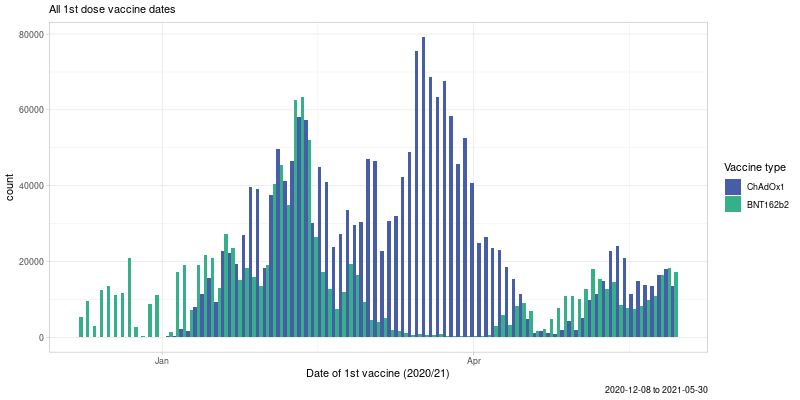 All 1st dose vaccine dates
80000
60000
40000
20000
0
count
Jan
Apr
Date of 1st vaccine (2020/21)
Vaccine type
ChAdOx1
BNT162b2
2020-12-08 to 2021-05-30